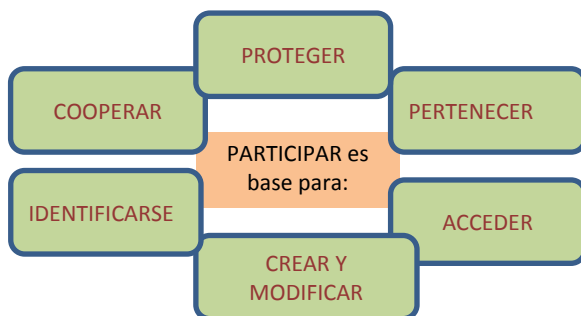 PROTEGER
COOPERAR
PERTENECER
PARTICIPAR es
base para:
IDENTIFICARSE
ACCEDER
CREAR Y
MODIFICAR